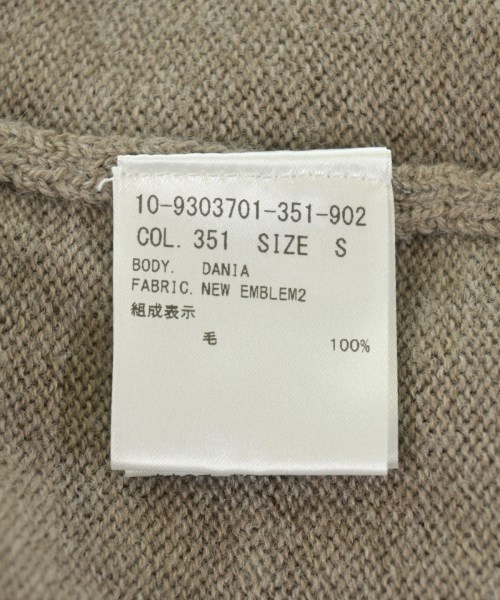 10-9303701-351-902
COL. 351 SIZE S
BODY. DANIA
FABRIC. NEW EMBLEM2
組成表示
毛 100%